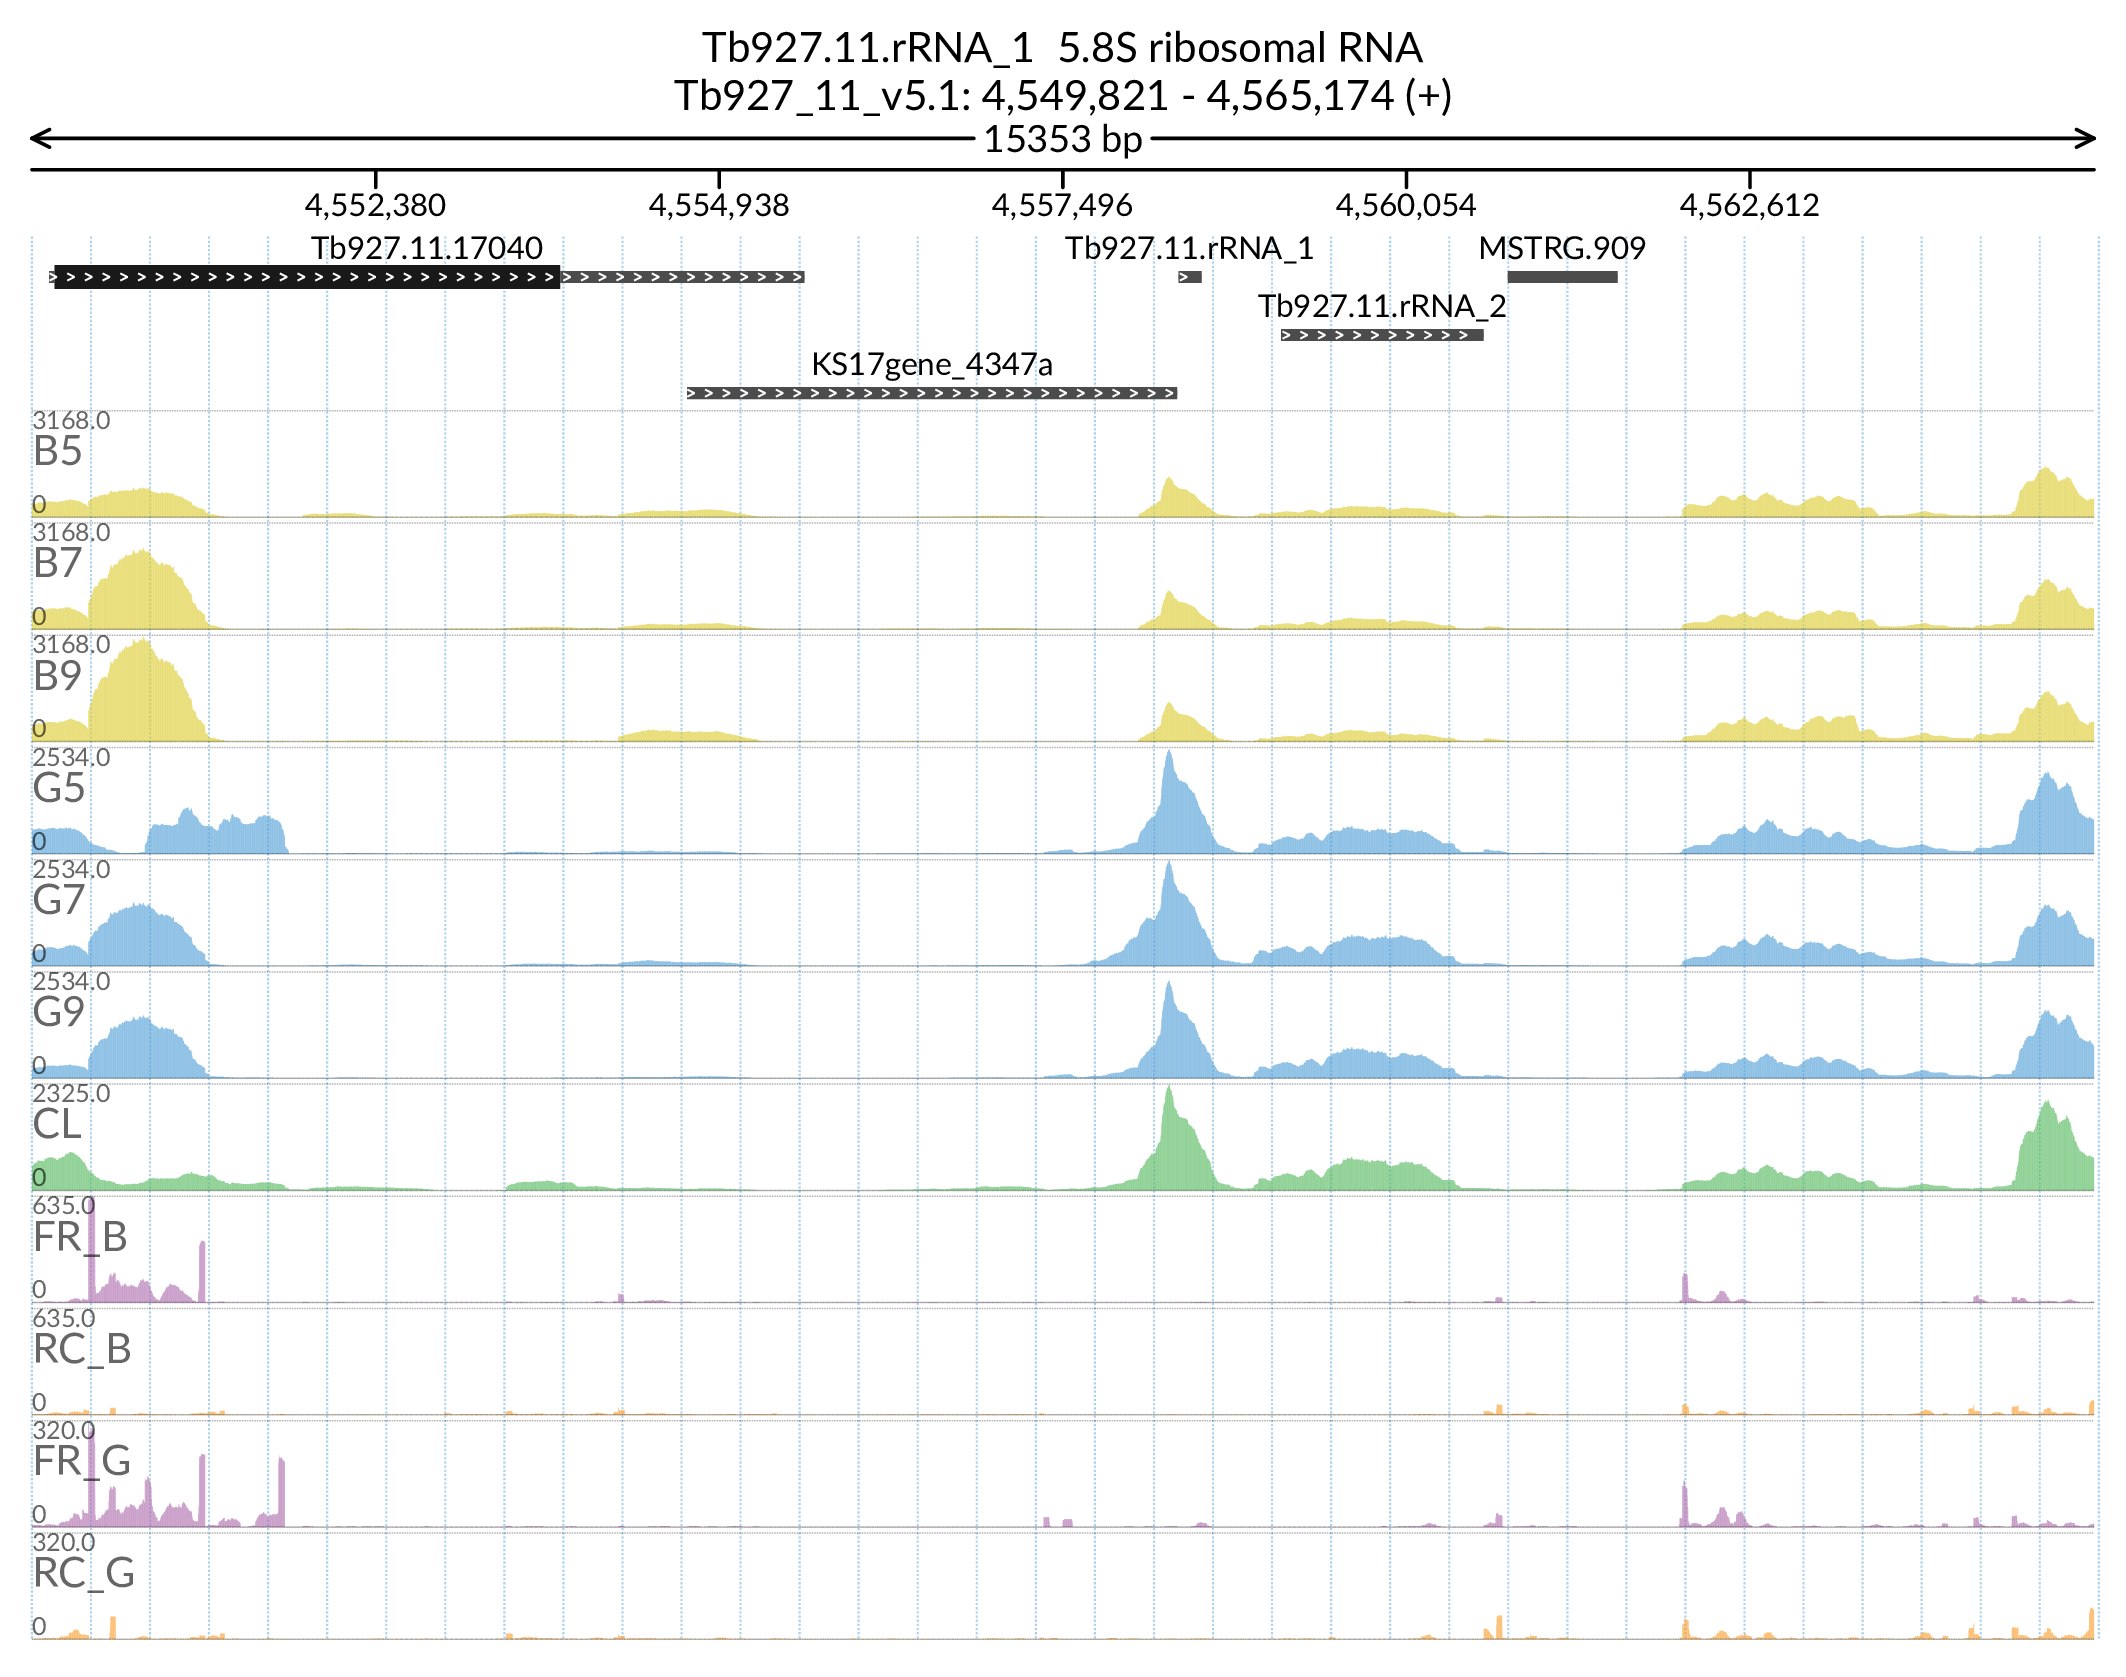 Tb927.11.rRNA_1 5.8S ribosomal RNA
Tb927_11_v5.1: 4,549,821 - 4,565,174 (+)
15353 bp
4,552,380 4,554,938 4,557,496 4,560,054 4,562,612
Tb927.11.17040 Tb927.11.rRNA_1 MSTRG.909
Tb927.11.rRNA_2
KS17gene_4347a
3168.0
B5
0
3168.0
B7
0
3168.0
B9
0
2534.0
G5
0
2534.0
G7
0
2534.0
G9
0
2325.0
CL
0
635.0
FR_B
0
635.0
RC_B
0
320.0
FR_G
0
320.0
RC_G
0